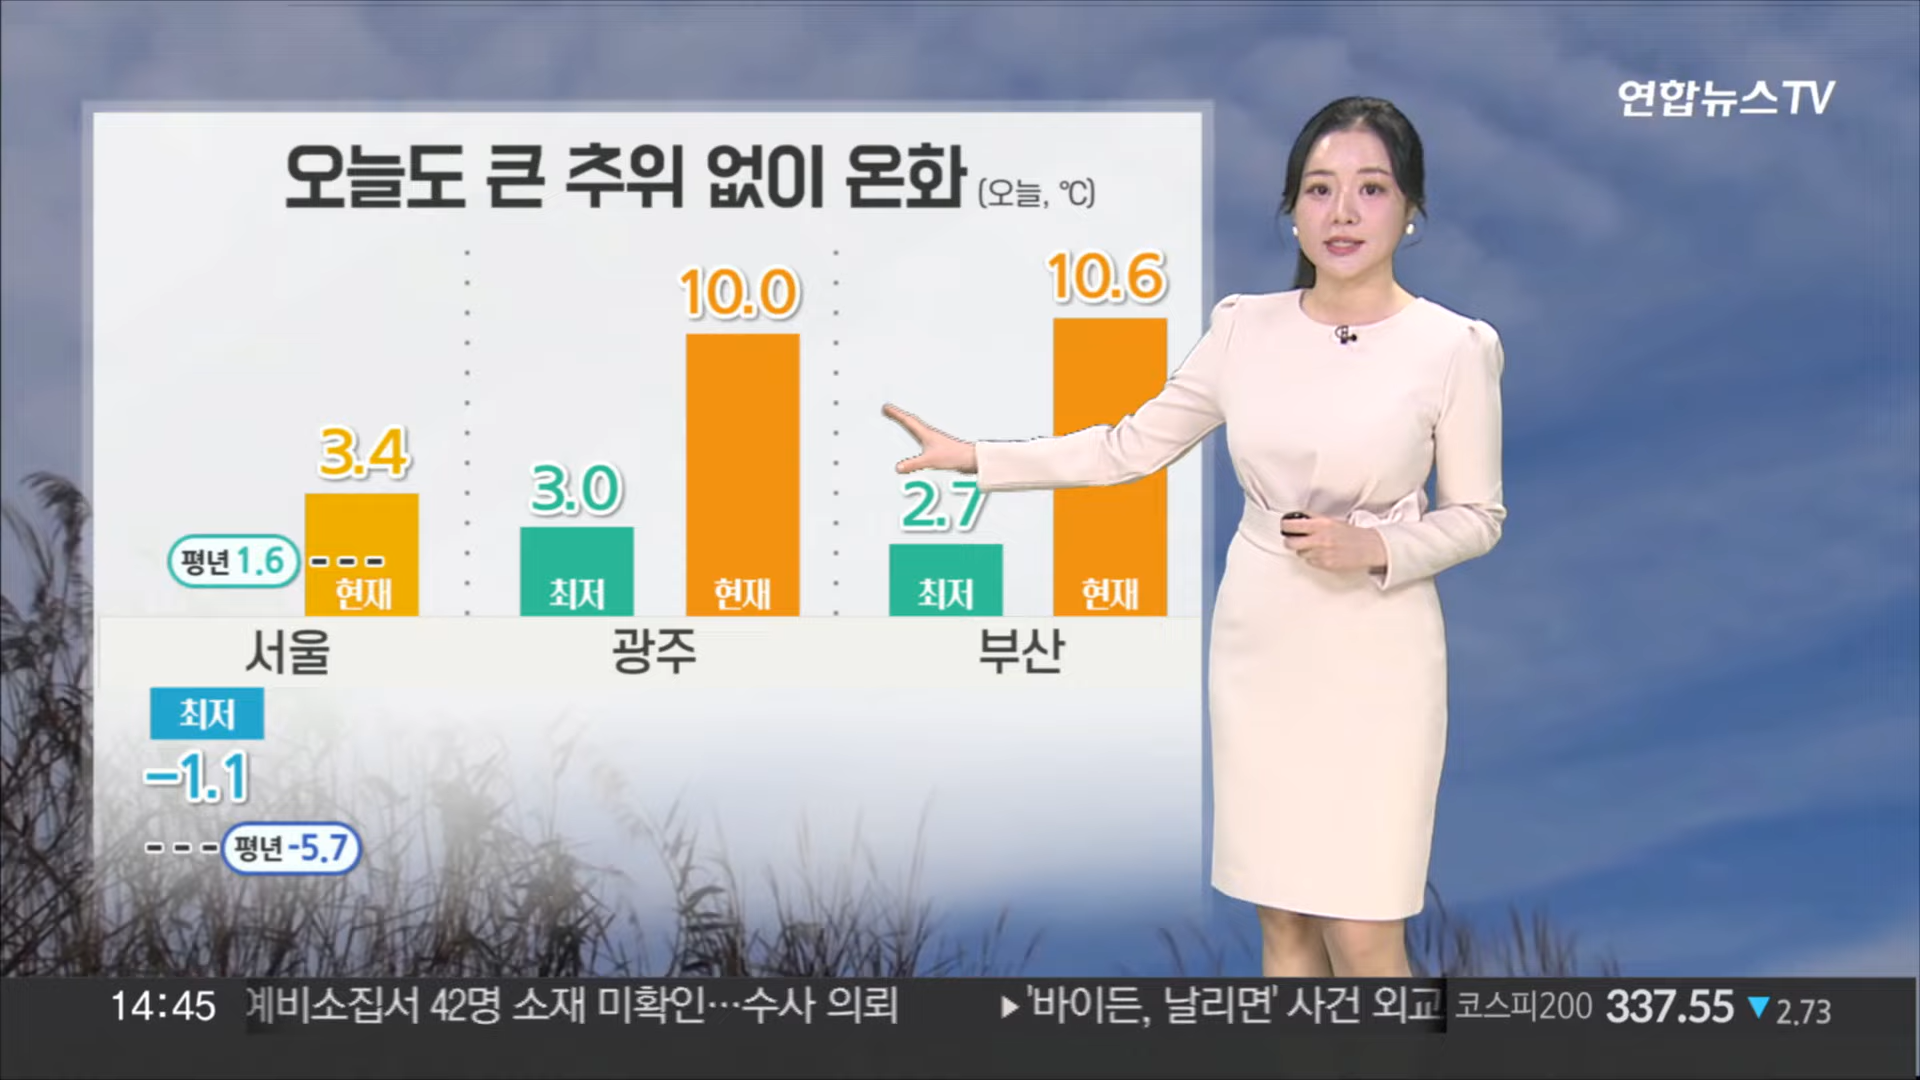 연합뉴스TV
오늘도 큰 추위 없이 온화 (오늘, ℃)
3.4
3.0
10.0
2.7
10.6
평년 1.6
현재
최저
현재
최저
현재
서울
광주
부산
최저
-1.1
평년 -5.7
14:45
예비소집서 42명 소재 미확인…수사 의뢰
▶'바이든, 날리면' 사건 외교
코스피200 337.55 ▼ 2.73